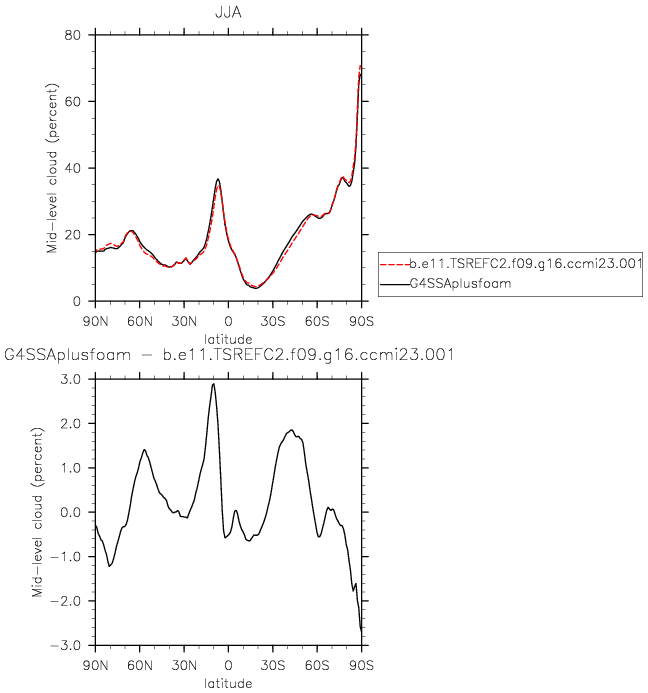 JJA
80
60
40
20
0
Mid-level cloud (percent)
90N 60N 30N 0 30S 60S 90S
latitude
b.e11.TSREFC2.f09.g16.ccmi23.001
G4SSAplusfoam
G4SSAplusfoam - b.e11.TSREFC2.f09.g16.ccmi23.001
3.0
2.0
1.0
0.0
-1.0
-2.0
-3.0
Mid-level cloud (percent)
90N 60N 30N 0 30S 60S 90S
latitude